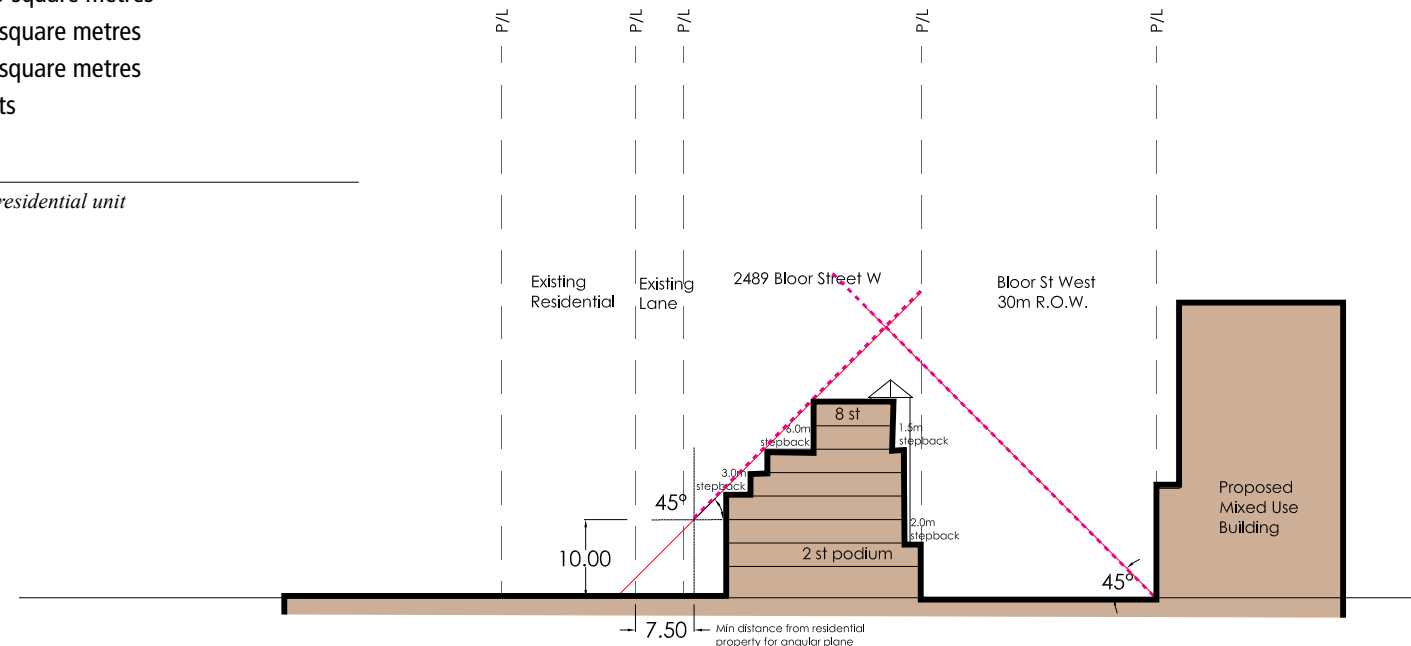 square metres
square metres
square metres
ts
residential unit
P/L
P/L
P/L
P/L
P/L
Existing
Residential
Existing
Lane
2489 Bloor Street W
Bloor St West
30m R.O.W.
8 st
6.0m
stepback
1.5m
stepback
3.0m
stepback
45°
2.0m
stepback
10.00
2 st podium
Proposed
Mixed Use
Building
45°
7.50
Min distance from residential
property for angular plane